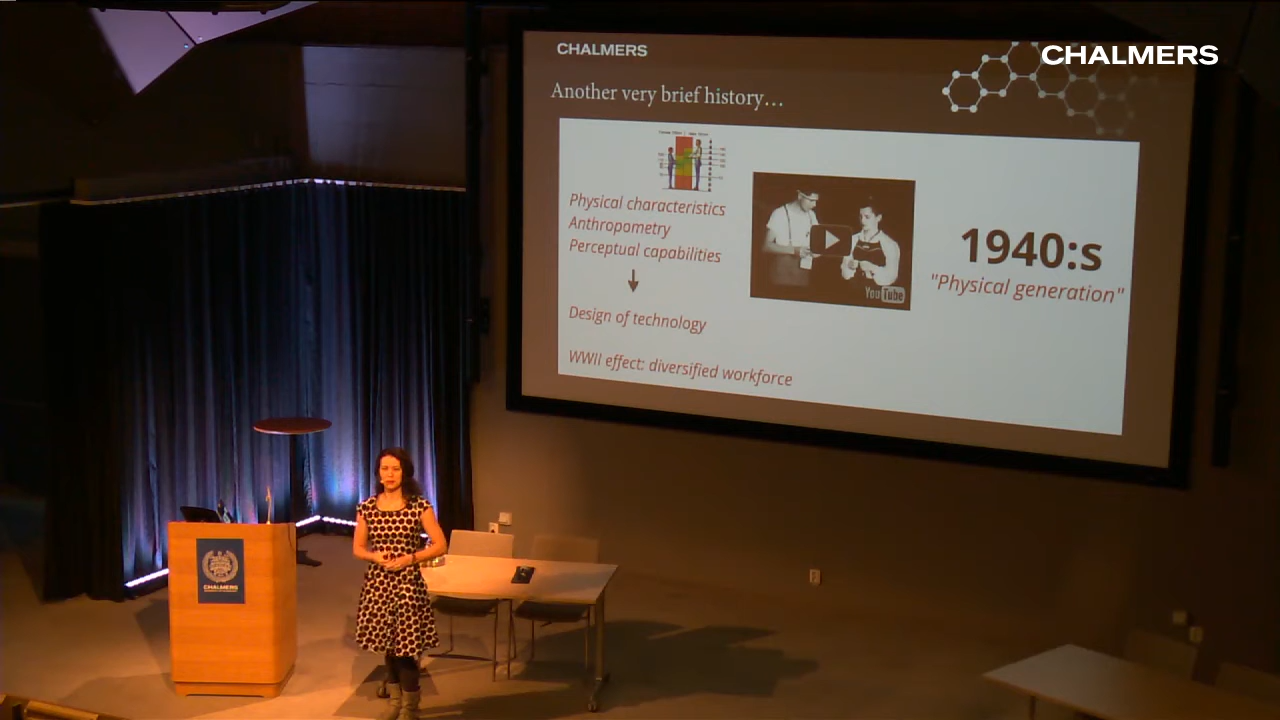 CHALMERS
CHALMERS
Another very brief history…
Physical characteristics
Anthropometry
Perceptual capabilities
Design of technology
WWII effect: diversified workforce
YouTube
1940:s
"Physical generation"
CHALMERS